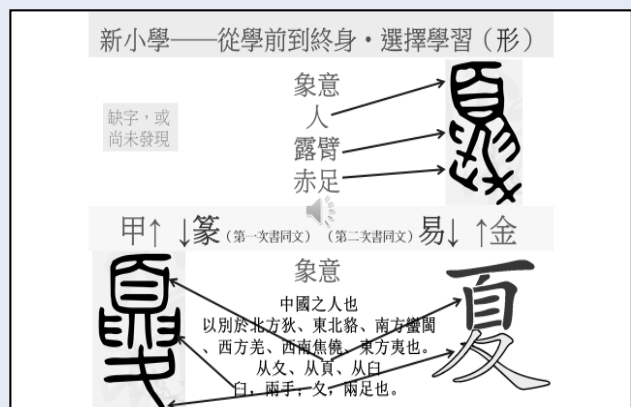 新小學——從學前到終身·選擇學習（形）
缺字，或
尚未發現
象意
人
露臂
赤足
甲↑ ↓篆（第一次書同文）（第二次書同文）易↓ ↑金
象意
中國之人也
以別於北方狄、東北貉、南方蠻閩
、西方羌、西南焦僥、東方夷也。
从夊、从頁、从𦥑
𦥑，兩手；夊，兩足也。
夏